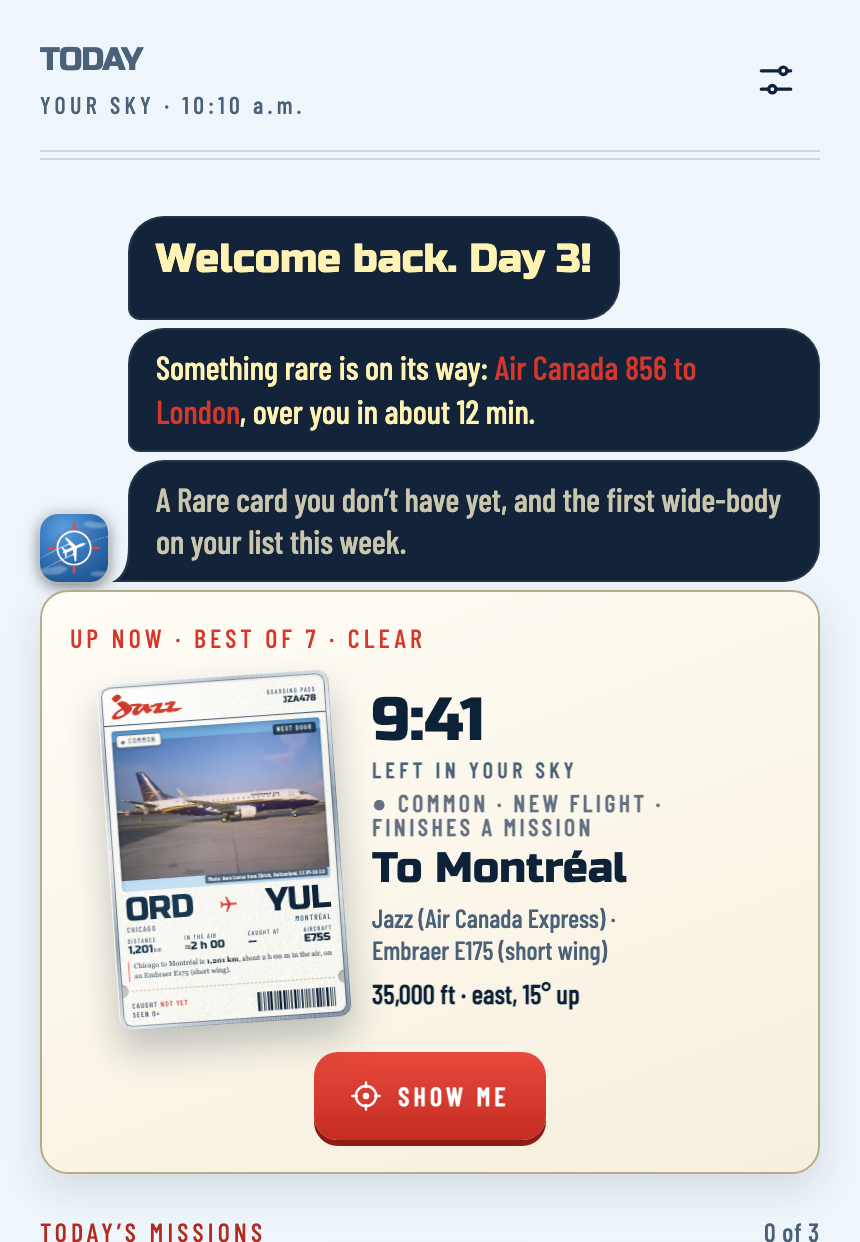 TODAY
YOUR SKY · 10:10 a.m.
Welcome back. Day 3!
Something rare is on its way: Air Canada 856 to
London, over you in about 12 min.
A Rare card you don’t have yet, and the first wide-body
on your list this week.
UP NOW · BEST OF 7 · CLEAR
Jazz
BOARDING PASS
JZA478
COMMON
NEXT DOOR
ORD
YUL
CHICAGO
MONTRÉAL
DISTANCE
1,201km
IN THE AIR
≈2 h 00
CAUGHT AT
—
AIRCRAFT
E75S
Chicago to Montréal is 1,201 km, about 2 h 00 m in the air, on
an Embraer E175 (short wing).
CAUGHT NOT YET
SEEN 0×
9:41
LEFT IN YOUR SKY
● COMMON · NEW FLIGHT ·
FINISHES A MISSION
To Montréal
Jazz (Air Canada Express) ·
Embraer E175 (short wing)
35,000 ft · east, 15° up
SHOW ME
TODAY’S MISSIONS
0 of 3